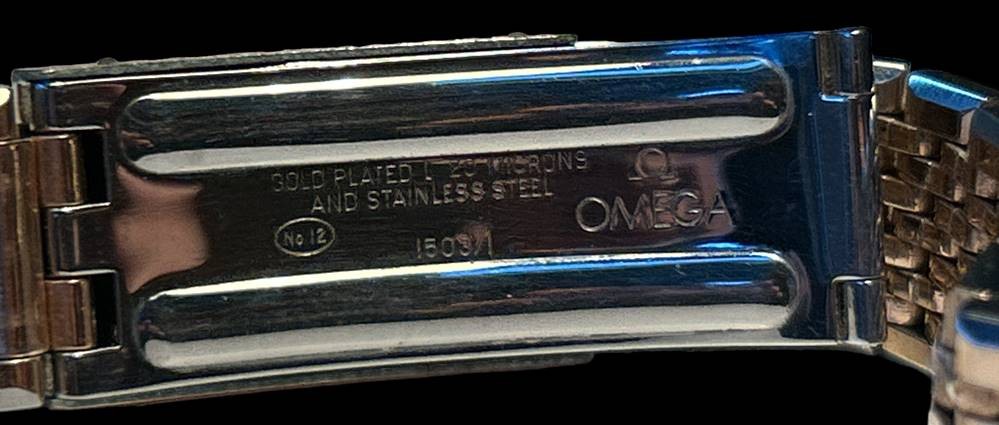 GOLD PLATED L 20 MICRONS
AND STAINLESS STEEL
Ω
OMEGA
No 12
1503/1